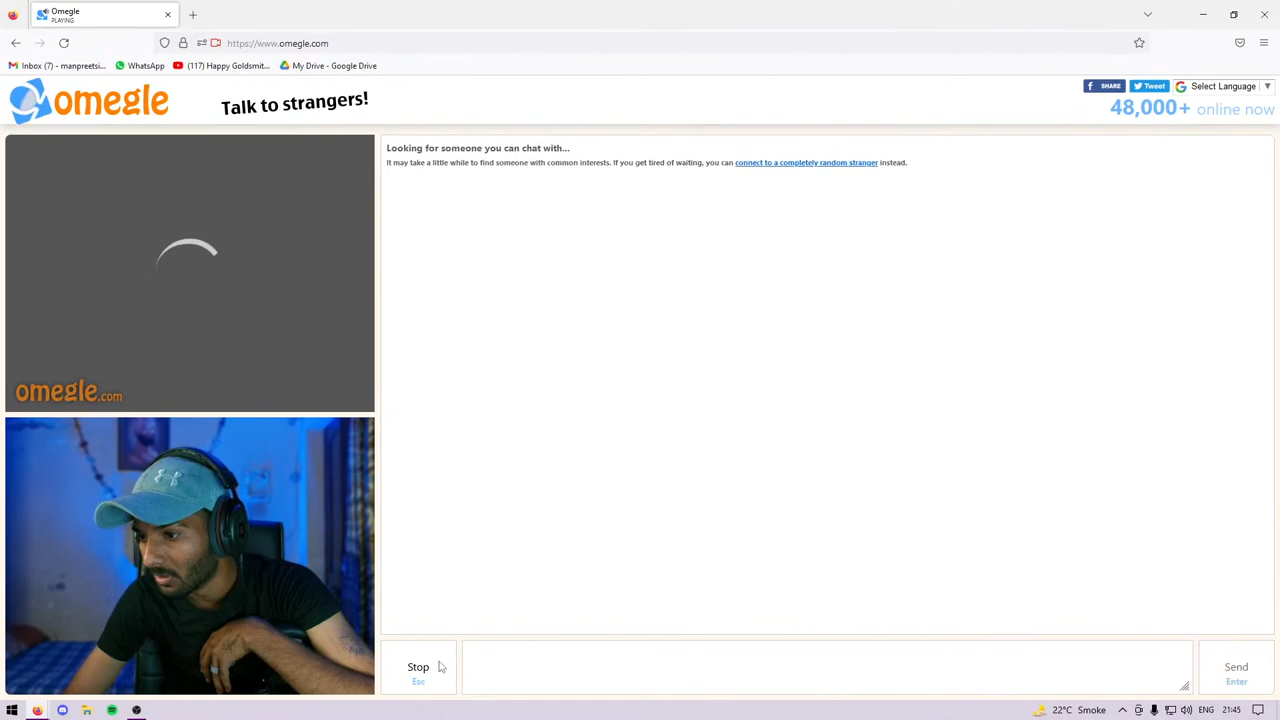 Omegle
PLAYING
https://www.omegle.com
Inbox (7) - manpreetsi...
WhatsApp
(117) Happy Goldsmit...
My Drive - Google Drive
omegle
Talk to strangers!
SHARE
Tweet
Select Language
48,000+ online now
Looking for someone you can chat with...
It may take a little while to find someone with common interests. If you get tired of waiting, you can connect to a completely random stranger instead.
omegle.com
Stop
Esc
Send
Enter
22°C Smoke
ENG
21:45